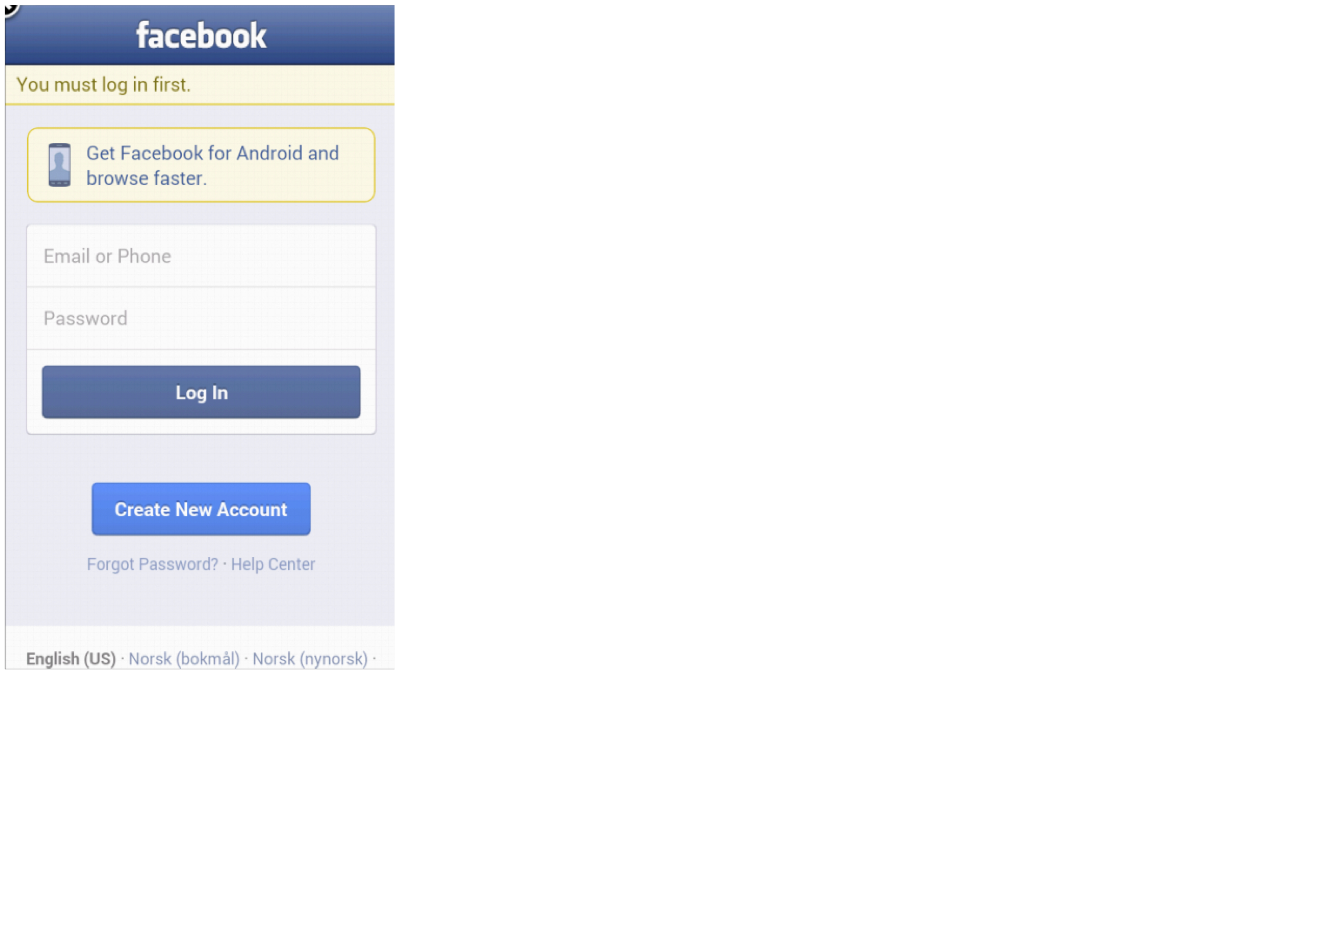 facebook
You must log in first.
Get Facebook for Android and
browse faster.
Email or Phone
Password
Log In
Create New Account
Forgot Password? · Help Center
English (US) · Norsk (bokmål) · Norsk (nynorsk) ·